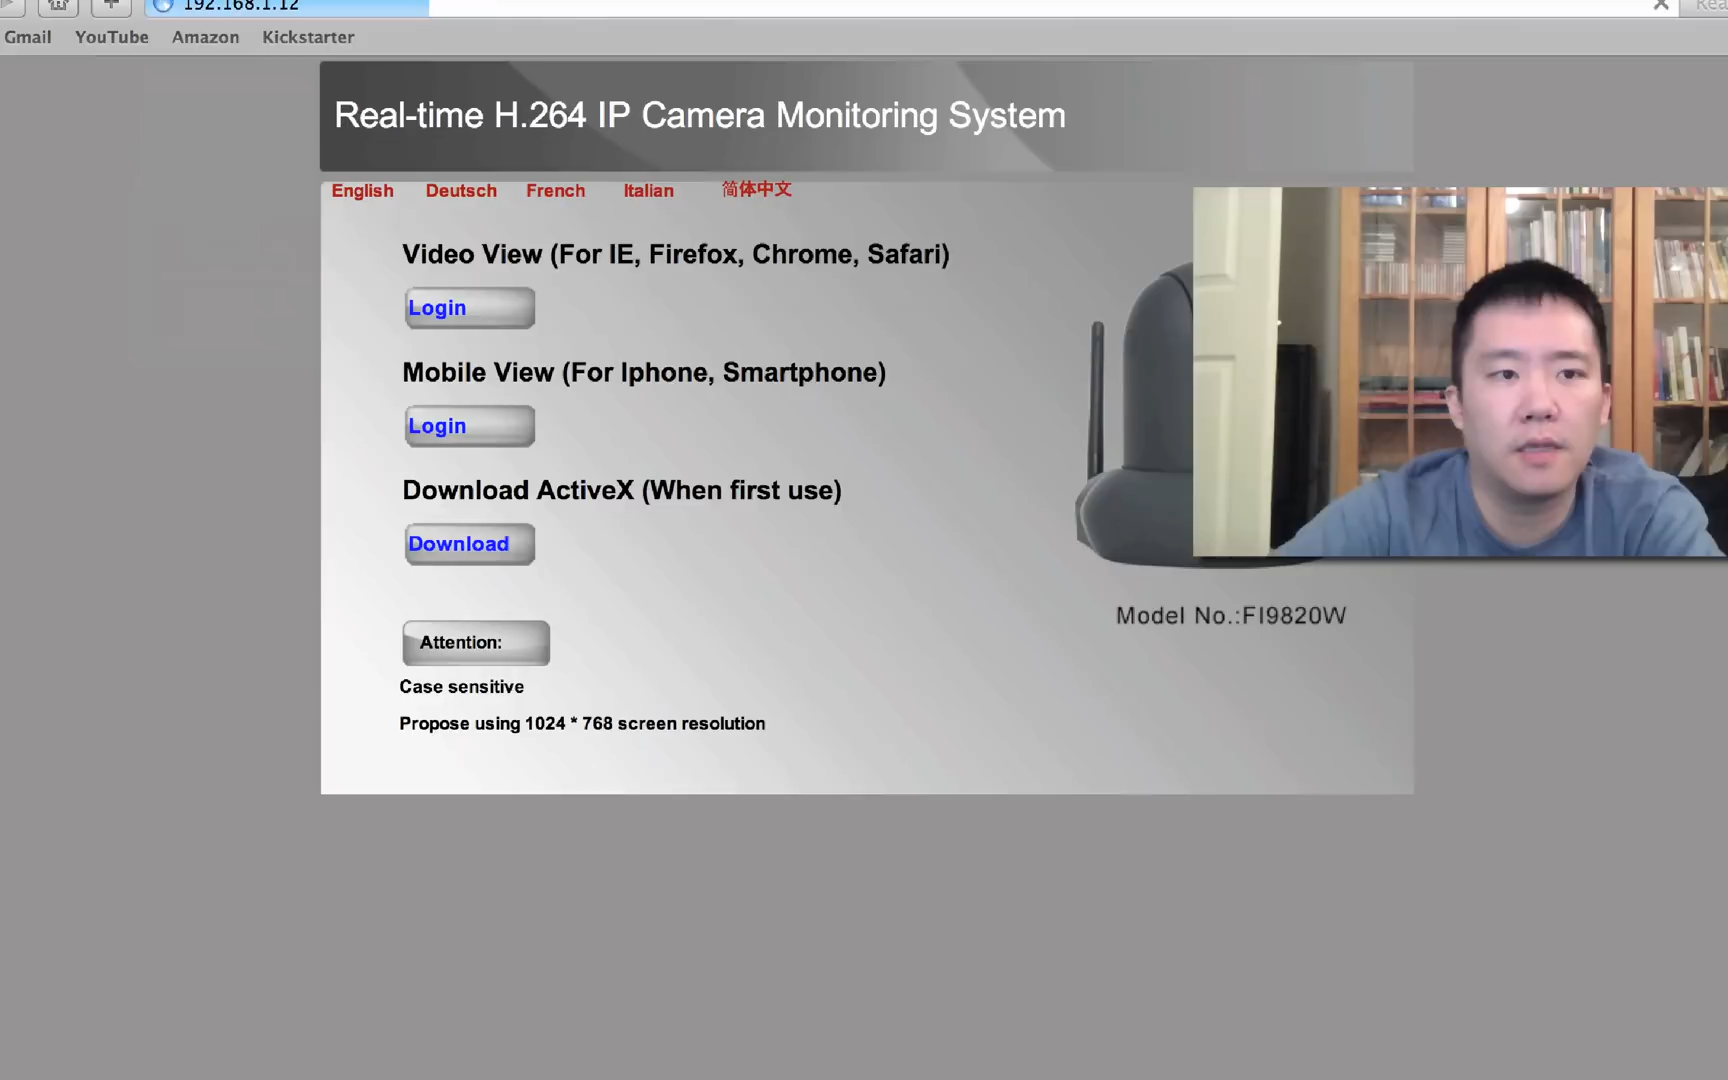 192.168.1.12
Gmail YouTube Amazon Kickstarter
Real-time H.264 IP Camera Monitoring System
English Deutsch French Italian 简体中文
Video View (For IE, Firefox, Chrome, Safari)
Login
Mobile View (For Iphone, Smartphone)
Login
Download ActiveX (When first use)
Download
Model No.:FI9820W
Attention:
Case sensitive
Propose using 1024 * 768 screen resolution